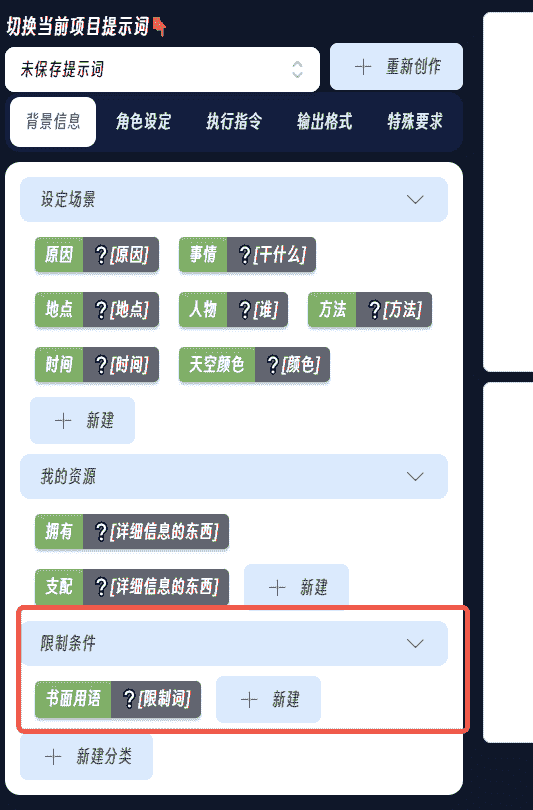 切换当前项目提示词👇
未保存提示词
重新创作
背景信息 角色设定 执行指令 输出格式 特殊要求
设定场景
原因 ?[原因] 事情 ?[干什么]
地点 ?[地点] 人物 ?[谁] 方法 ?[方法]
时间 ?[时间] 天空颜色 ?[颜色]
新建
我的资源
拥有 ?[详细信息的东西]
支配 ?[详细信息的东西] 新建
限制条件
书面用语 ?[限制词] 新建
新建分类